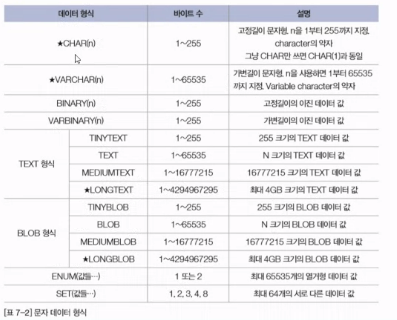 데이터 형식 바이트 수 설명
★CHAR(n) 1~255 고정길이 문자형. n을 1부터 255까지 지정.
character의 약자
그냥 CHAR만 쓰면 CHAR(1)과 동일
★VARCHAR(n) 1~65535 가변길이 문자형. n을 사용하면 1부터 65535
까지 지정. Variable character의 약자
BINARY(n) 1~255 고정길이의 이진 데이터 값
VARBINARY(n) 1~255 가변길이의 이진 데이터 값
TEXT 형식
TINYTEXT 1~255 255 크기의 TEXT 데이터 값
TEXT 1~65535 N 크기의 TEXT 데이터 값
MEDIUMTEXT 1~16777215 16777215 크기의 TEXT 데이터 값
★LONGTEXT 1~4294967295 최대 4GB 크기의 TEXT 데이터 값
BLOB 형식
TINYBLOB 1~255 255 크기의 BLOB 데이터 값
BLOB 1~65535 N 크기의 BLOB 데이터 값
MEDIUMBLOB 1~16777215 16777215 크기의 BLOB 데이터 값
★LONGBLOB 1~4294967295 최대 4GB 크기의 BLOB 데이터 값
ENUM(값들…) 1 또는 2 최대 65535개의 열거형 데이터 값
SET(값들…) 1, 2, 3, 4, 8 최대 64개의 서로 다른 데이터 값
[표 7-2] 문자 데이터 형식